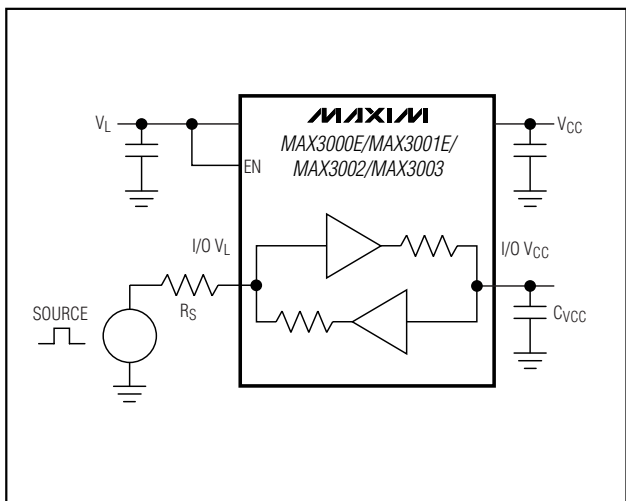 MAXIM
V_L
V_CC
MAX3000E/MAX3001E/
MAX3002/MAX3003
EN
I/O V_L
I/O V_CC
SOURCE
R_S
C_VCC